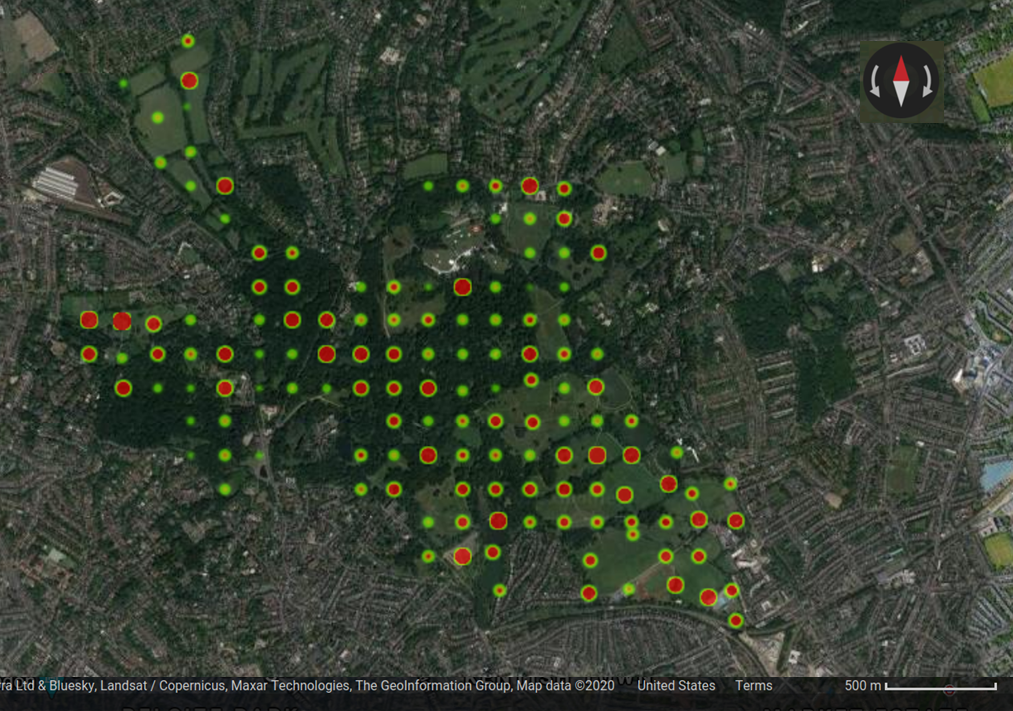 ra Ltd & Bluesky, Landsat / Copernicus, Maxar Technologies, The GeoInformation Group, Map data ©2020 United States Terms 500 m